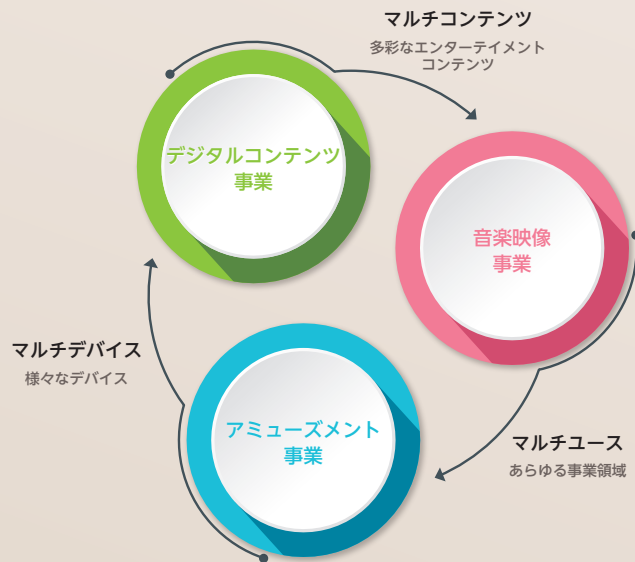 マルチコンテンツ
多彩なエンターテイメント
コンテンツ
デジタルコンテンツ
事業
音楽映像
事業
マルチデバイス
様々なデバイス
アミューズメント
事業
マルチユース
あらゆる事業領域